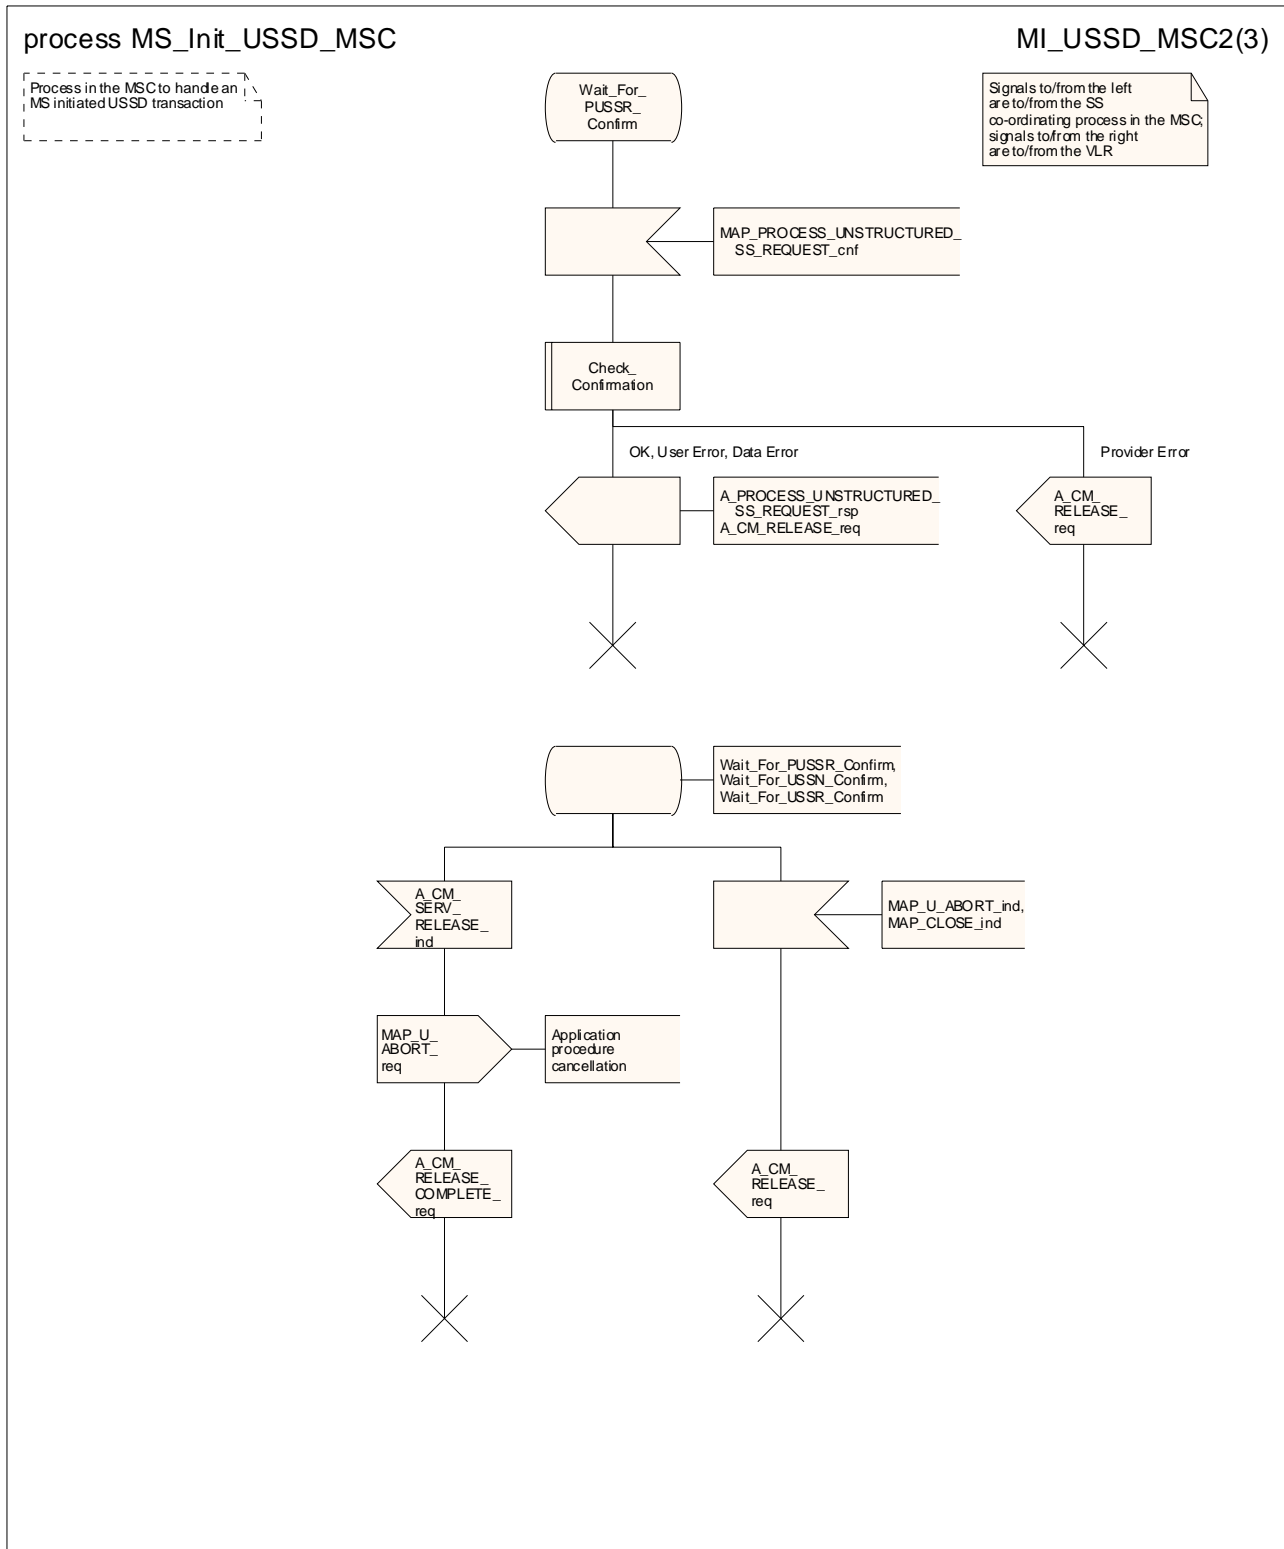 process MS_Init_USSD_MSC
MI_USSD_MSC2(3)
Process in the MSC to handle an
MS initiated USSD transaction
Wait_For_
PUSSR_
Confirm
Signals to/from the left
are to/from the SS
co-ordinating process in the MSC;
signals to/from the right
are to/from the VLR
MAP_PROCESS_UNSTRUCTURED_
SS_REQUEST_cnf
Check_
Confirmation
OK, User Error, Data Error
Provider Error
A_PROCESS_UNSTRUCTURED_
SS_REQUEST_rsp
A_CM_RELEASE_req
A_CM_
RELEASE_
req
Wait_For_PUSSR_Confirm,
Wait_For_USSN_Confirm,
Wait_For_USSR_Confirm
A_CM_
SERV_
RELEASE_
ind
MAP_U_ABORT_ind,
MAP_CLOSE_ind
MAP_U_
ABORT_
req
Application
procedure
cancellation
A_CM_
RELEASE_
COMPLETE_
req
A_CM_
RELEASE_
req